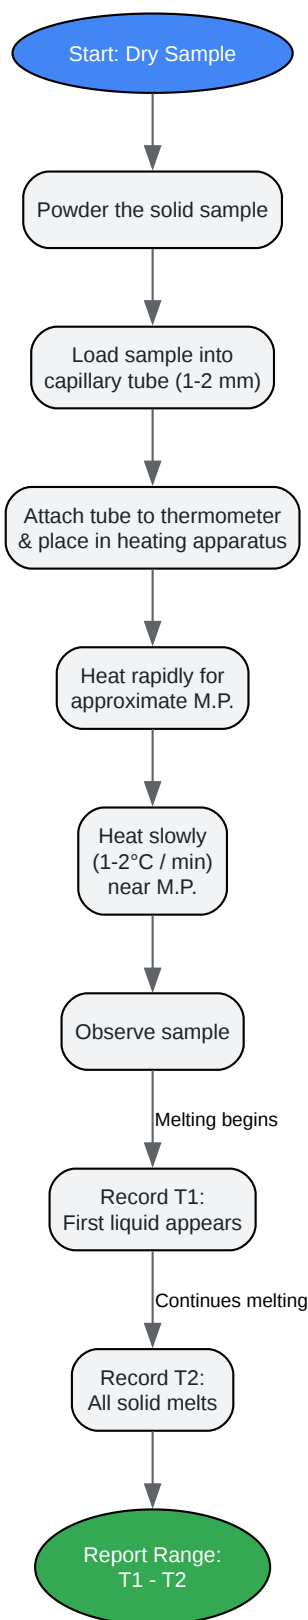 Start: Dry Sample
Powder the solid sample
Load sample into
capillary tube (1-2 mm)
Attach tube to thermometer
& place in heating apparatus
Heat rapidly for
approximate M.P.
Heat slowly
(1-2°C / min)
near M.P.
Observe sample
Melting begins
Record T1:
First liquid appears
Continues melting
Record T2:
All solid melts
Report Range:
T1 - T2